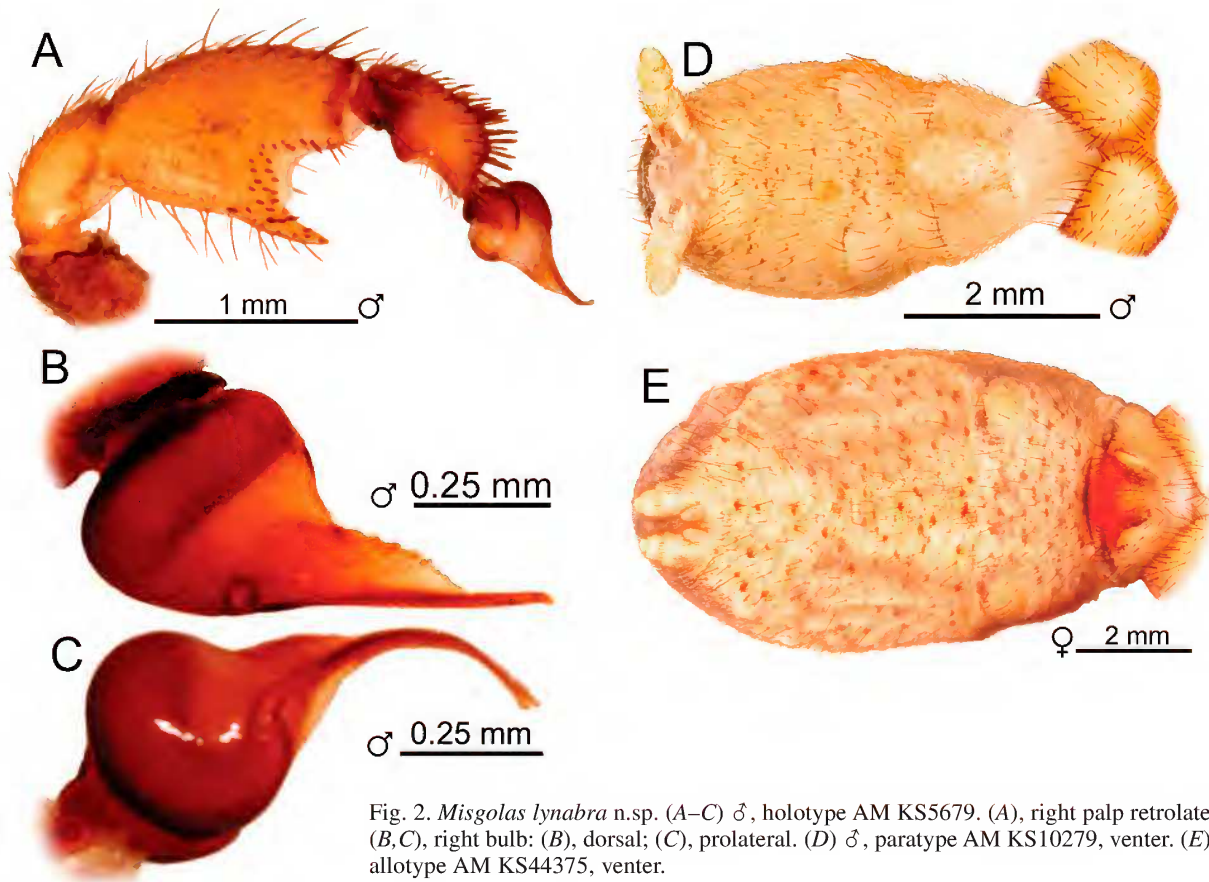 A
1 mm ♂
B
♂ 0.25 mm
C
♂ 0.25 mm
D
2 mm ♂
E
♀ 2 mm
Fig. 2. Misgolas lynabra n.sp. (A–C) ♂, holotype AM KS5679. (A), right palp retrolate
(B,C), right bulb: (B), dorsal; (C), prolateral. (D) ♂, paratype AM KS10279, venter. (E)
allotype AM KS44375, venter.